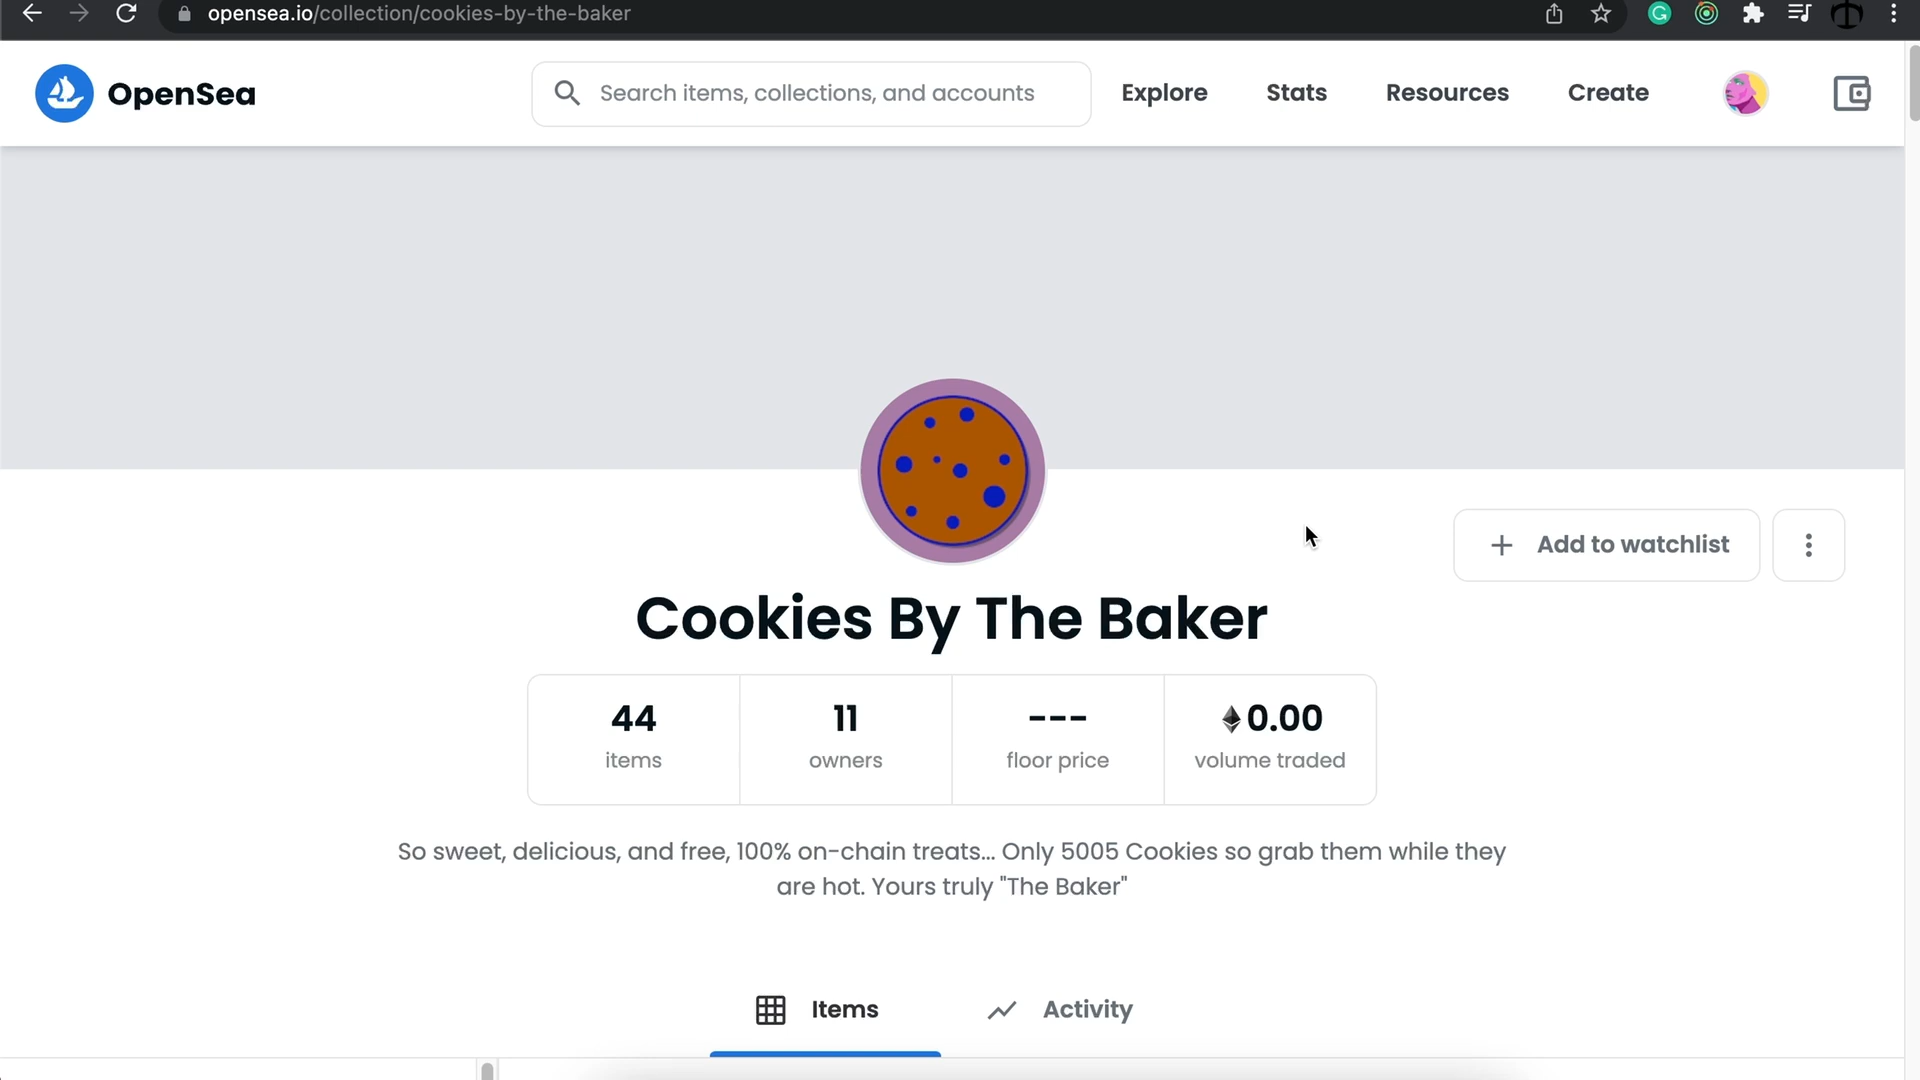 opensea.io/collection/cookies-by-the-baker
OpenSea
Search items, collections, and accounts
Explore
Stats
Resources
Create
+ Add to watchlist
Cookies By The Baker
44
items
11
owners
---
floor price
0.00
volume traded
So sweet, delicious, and free, 100% on-chain treats... Only 5005 Cookies so grab them while they
are hot. Yours truly "The Baker"
Items
Activity